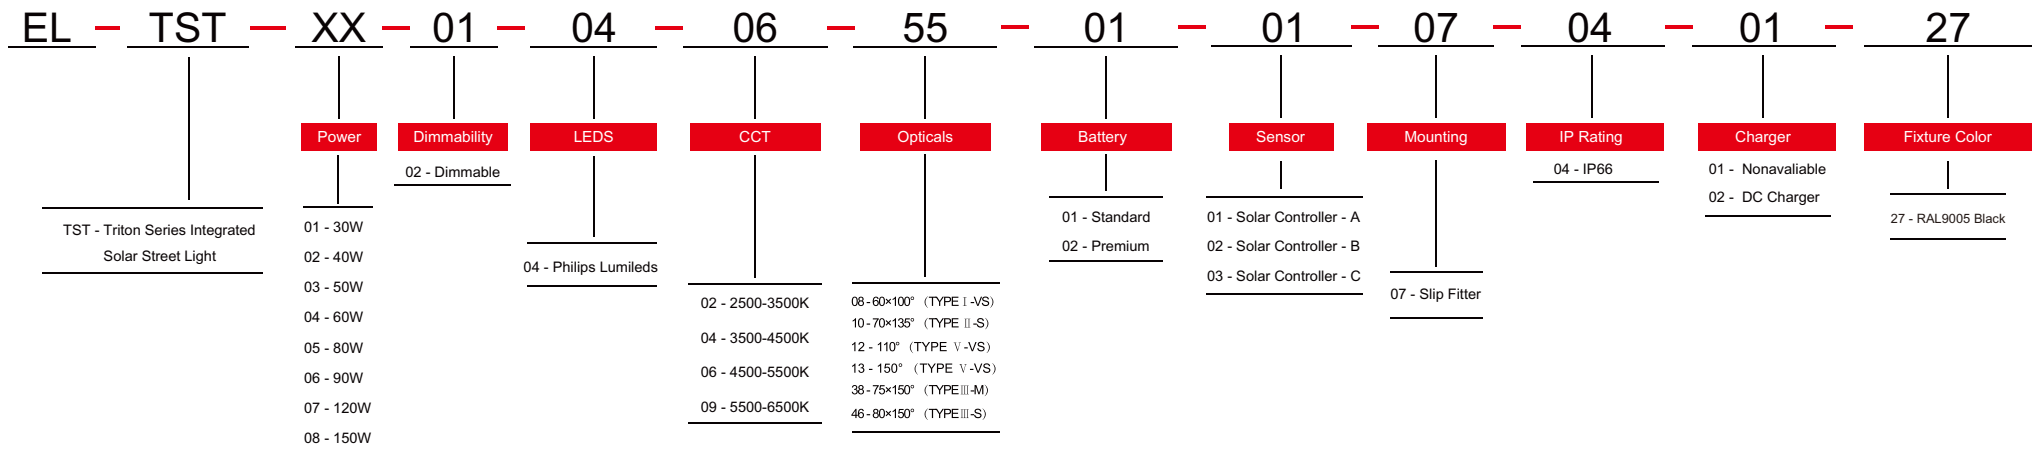 EL — TST — XX — 01 — 04 — 06 — 55 — 01 — 01 — 07 — 04 — 01 — 27
TST - Triton Series Integrated
Solar Street Light
Power
01 - 30W
02 - 40W
03 - 50W
04 - 60W
05 - 80W
06 - 90W
07 - 120W
08 - 150W
Dimmability
02 - Dimmable
LEDS
04 - Philips Lumileds
CCT
02 - 2500-3500K
04 - 3500-4500K
06 - 4500-5500K
09 - 5500-6500K
Opticals
08 - 60×100° (TYPE Ⅰ-VS)
10 - 70×135° (TYPE Ⅱ-S)
12 - 110° (TYPE Ⅴ-VS)
13 - 150° (TYPE Ⅴ-VS)
38 - 75×150° (TYPEⅢ-M)
46 - 80×150° (TYPEⅢ-S)
Battery
01 - Standard
02 - Premium
Sensor
01 - Solar Controller - A
02 - Solar Controller - B
03 - Solar Controller - C
Mounting
07 - Slip Fitter
IP Rating
04 - IP66
Charger
01 - Nonavaliable
02 - DC Charger
Fixture Color
27 - RAL9005 Black